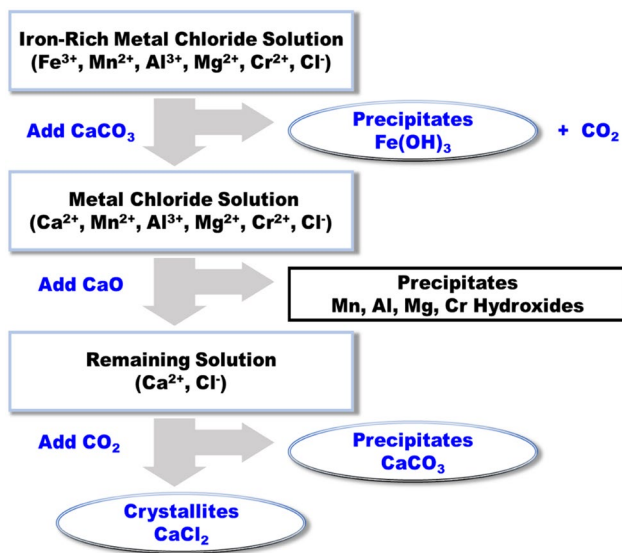 Iron-Rich Metal Chloride Solution
(Fe³⁺, Mn²⁺, Al³⁺, Mg²⁺, Cr²⁺, Cl⁻)
Add CaCO₃
Precipitates
Fe(OH)₃
+ CO₂
Metal Chloride Solution
(Ca²⁺, Mn²⁺, Al³⁺, Mg²⁺, Cr²⁺, Cl⁻)
Add CaO
Precipitates
Mn, Al, Mg, Cr Hydroxides
Remaining Solution
(Ca²⁺, Cl⁻)
Add CO₂
Precipitates
CaCO₃
Crystallites
CaCl₂